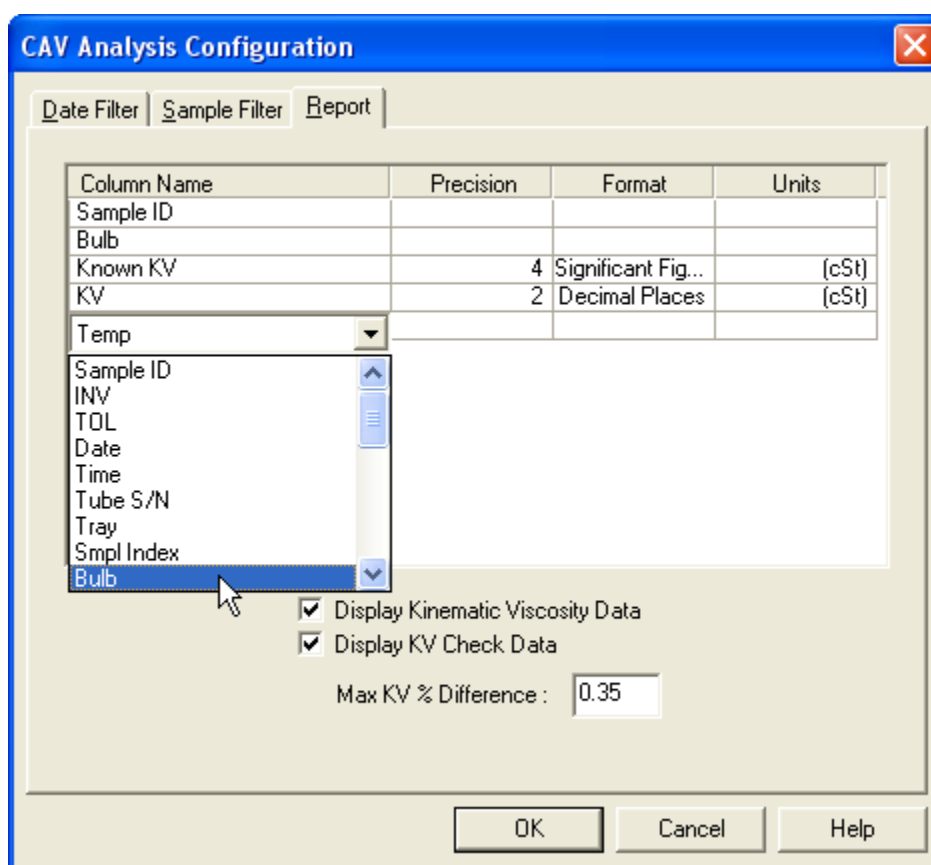 CAV Analysis Configuration
Date Filter Sample Filter Report
Column Name Precision Format Units
Sample ID
Bulb
Known KV 4 Significant Fig... (cSt)
KV 2 Decimal Places (cSt)
Temp
Sample ID
INV
TOL
Date
Time
Tube S/N
Tray
Smpl Index
Bulb
Display Kinematic Viscosity Data
Display KV Check Data
Max KV % Difference : 0.35
OK Cancel Help